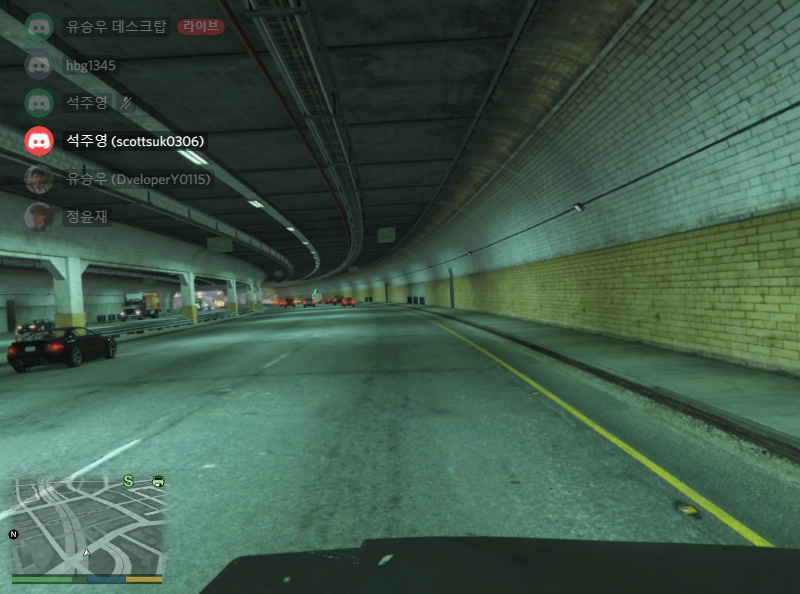 유승우 데스크탑 라이브
hbg1345
석주영
석주영 (scottsuk0306)
유승우 (DveloperY0115)
정윤재
S
N